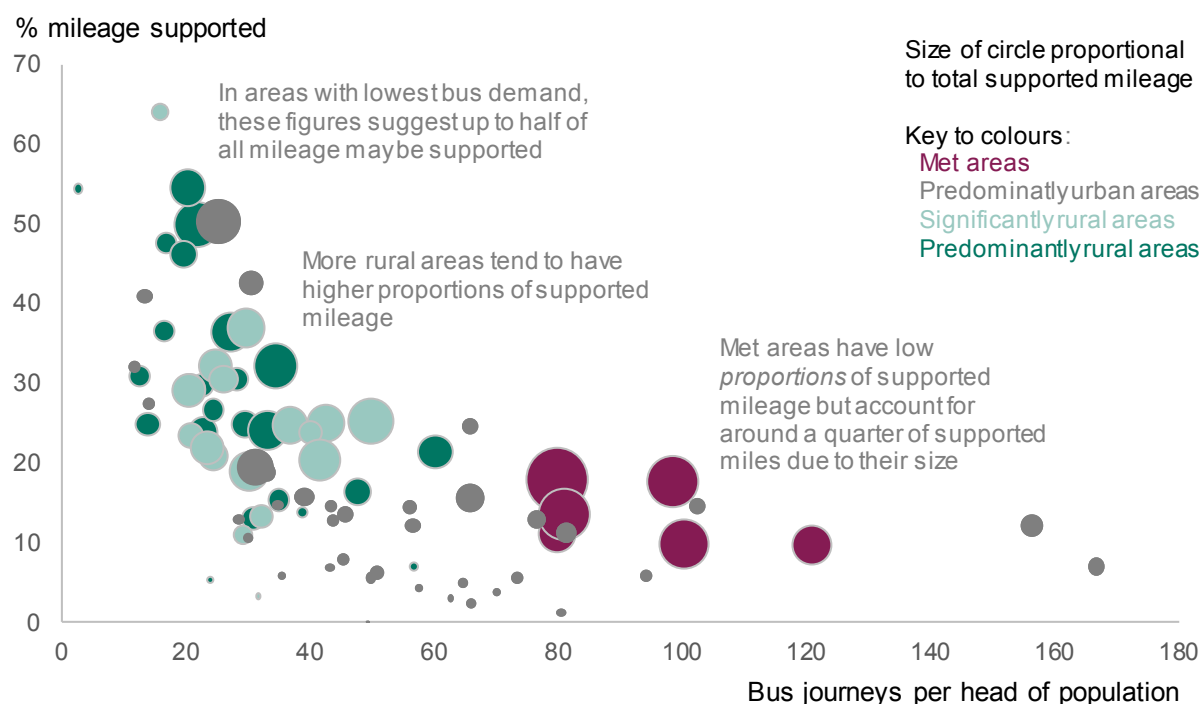 % mileage supported
70
60
50
40
30
20
10
0
In areas with lowest bus demand,
these figures suggest up to half of
all mileage maybe supported
More rural areas tend to have
higher proportions of supported
mileage
Met areas have low
proportions of supported
mileage but account for
around a quarter of supported
miles due to their size
Size of circle proportional
to total supported mileage
Key to colours:
Met areas
Predominatly urban areas
Significantly rural areas
Predominantly rural areas
0 20 40 60 80 100 120 140 160 180
Bus journeys per head of population